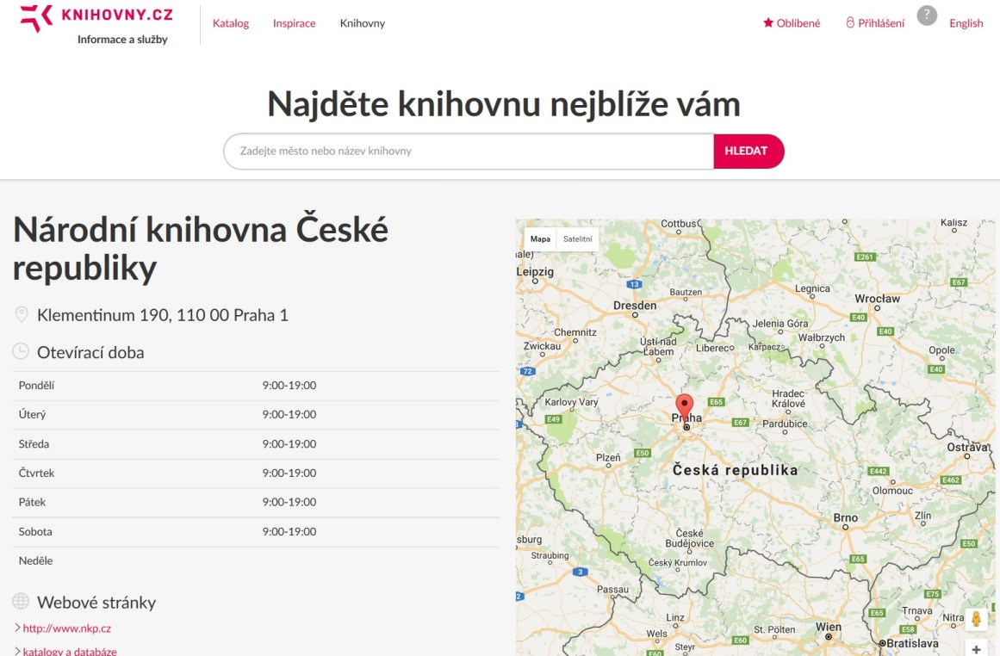 KNIHOVNY.CZ
Informace a služby
Katalog
Inspirace
Knihovny
Oblíbené
Přihlášení
?
English
Najděte knihovnu nejblíže vám
Zadejte město nebo název knihovny
HLEDAT
Národní knihovna České
republiky
Klementinum 190, 110 00 Praha 1
Otevírací doba
Pondělí 9:00-19:00
Úterý 9:00-19:00
Středa 9:00-19:00
Čtvrtek 9:00-19:00
Pátek 9:00-19:00
Sobota 9:00-19:00
Neděle
Webové stránky
http://www.nkp.cz
katalogy a databáze
Mapa
Satelitní
Cottbus
Kalisz
ale)
E261
Leipzig
13
Bautzen
Legnica
E67
Dresden
Wrocław
E40
Chemnitz
Jelenia Góra
E40
Zwickau
Ústí nad
Labem
Liberec
Karpacz
Wałbrzych
Opole
72
E40
Karlovy Vary
E65
Hradec
Králové
E49
Praha
E67
Pardubice
Plzeň
E50
Ostrava
Česká republika
E442
E462
Olomouc
Brno
Zlín
České
Budějovice
sburg
E50
Straubing
Český Krumlov
E65
3
Passau
2
E75
Linz
E65
Trnava
Nitra
Wels
St. Pölten
Wien
E58
E60
Bratislava
Steyr
E60
+